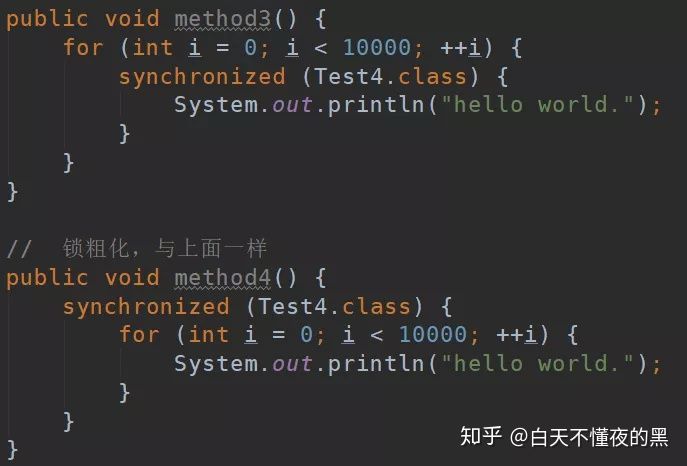 public void method3() {
    for (int i = 0; i < 10000; ++i) {
        synchronized (Test4.class) {
            System.out.println("hello world.");
        }
    }
}

//  锁粗化，与上面一样
public void method4() {
    synchronized (Test4.class) {
        for (int i = 0; i < 10000; ++i) {
            System.out.println("hello world.");
        }
    }
}
知乎 @白天不懂夜的黑